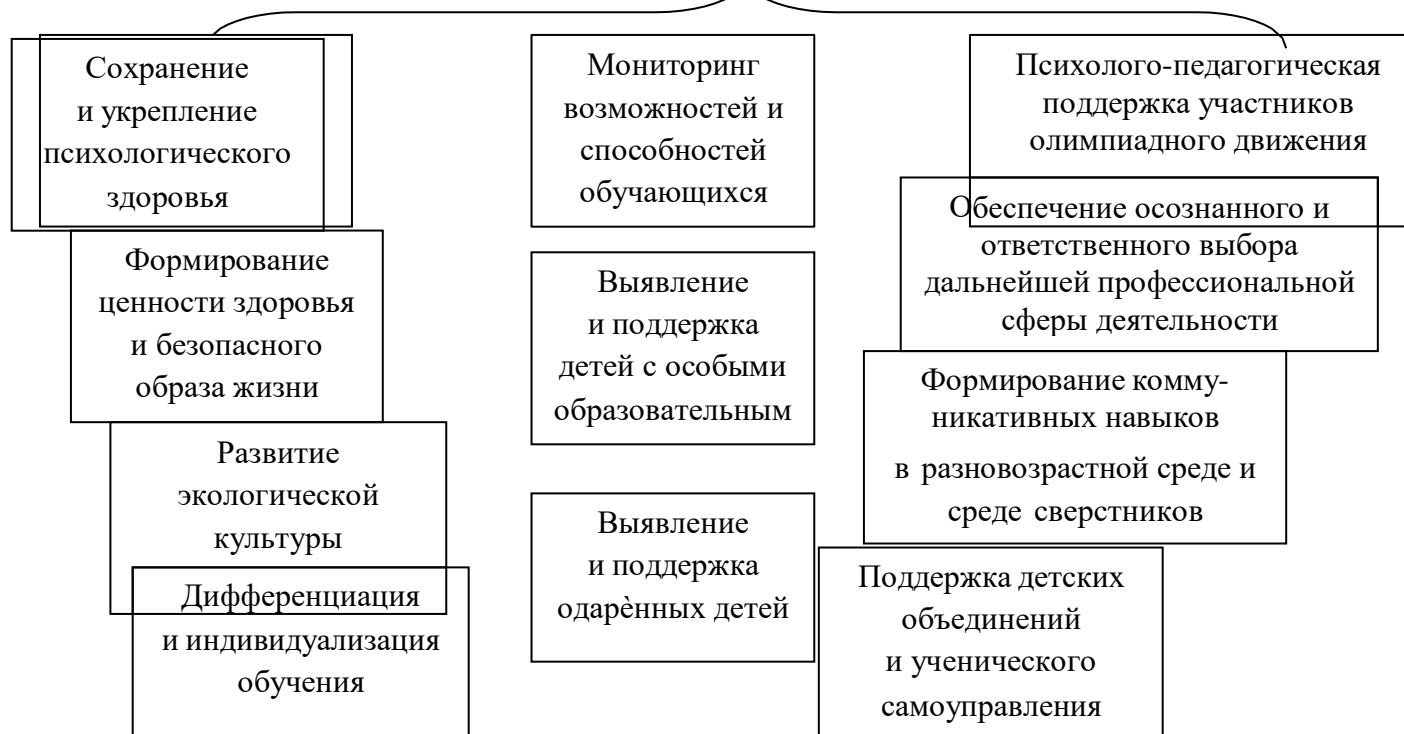 Сохранение
и укрепление
психологического
здоровья
Формирование
ценности здоровья
и безопасного
образа жизни
Развитие
экологической
культуры
Дифференциация
и индивидуализация
обучения
Мониторинг
возможностей и
способностей
обучающихся
Выявление
и поддержка
детей с особыми
образовательным
Выявление
и поддержка
одарѐнных детей
Психолого-педагогическая
поддержка участников
олимпиадного движения
Обеспечение осознанного и
ответственного выбора
дальнейшей профессиональной
сферы деятельности
Формирование комму-
никативных навыков
в разновозрастной среде и
среде сверстников
Поддержка детских
объединений
и ученического
самоуправления